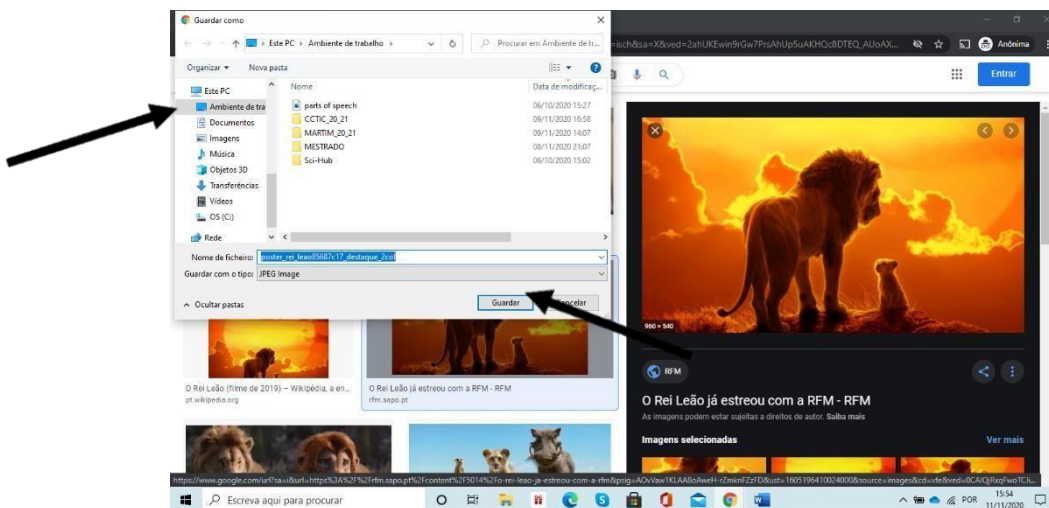 Guardar como
Este PC > Ambiente de trabalho >
Procurar em Ambiente de tr...
=isch&sa=X&ved=2ahUKEwin9rGw7PrsAhUpSuAKHQc8DTEQ_AUoAX...
Anónima
Organizar
Nova pasta
Entrar
Este PC
Ambiente de tra
Documentos
Imagens
Música
Objetos 3D
Transferências
Vídeos
OS (C:)
Rede
Nome
Data de modificaç...
parts of speech
06/10/2020 15:27
CCTIC_20_21
09/11/2020 16:58
MARTIM_20_21
09/11/2020 14:07
MESTRADO
08/11/2020 21:07
Sci-Hub
06/10/2020 15:02
Nome de ficheiro: poster_rei_leao85687c17_destaque_2col
Guardar com o tipo: JPEG Image
Ocultar pastas
Guardar
960 × 540
RFM
O Rei Leão (filme de 2019) – Wikipédia, a en...
pt.wikipedia.org
O Rei Leão já estreou com a RFM - RFM
rfm.sapo.pt
O Rei Leão já estreou com a RFM - RFM
As imagens podem estar sujeitas a direitos de autor. Saiba mais
Imagens selecionadas
Ver mais
Escreva aqui para procurar
POR
15:54
11/11/2020